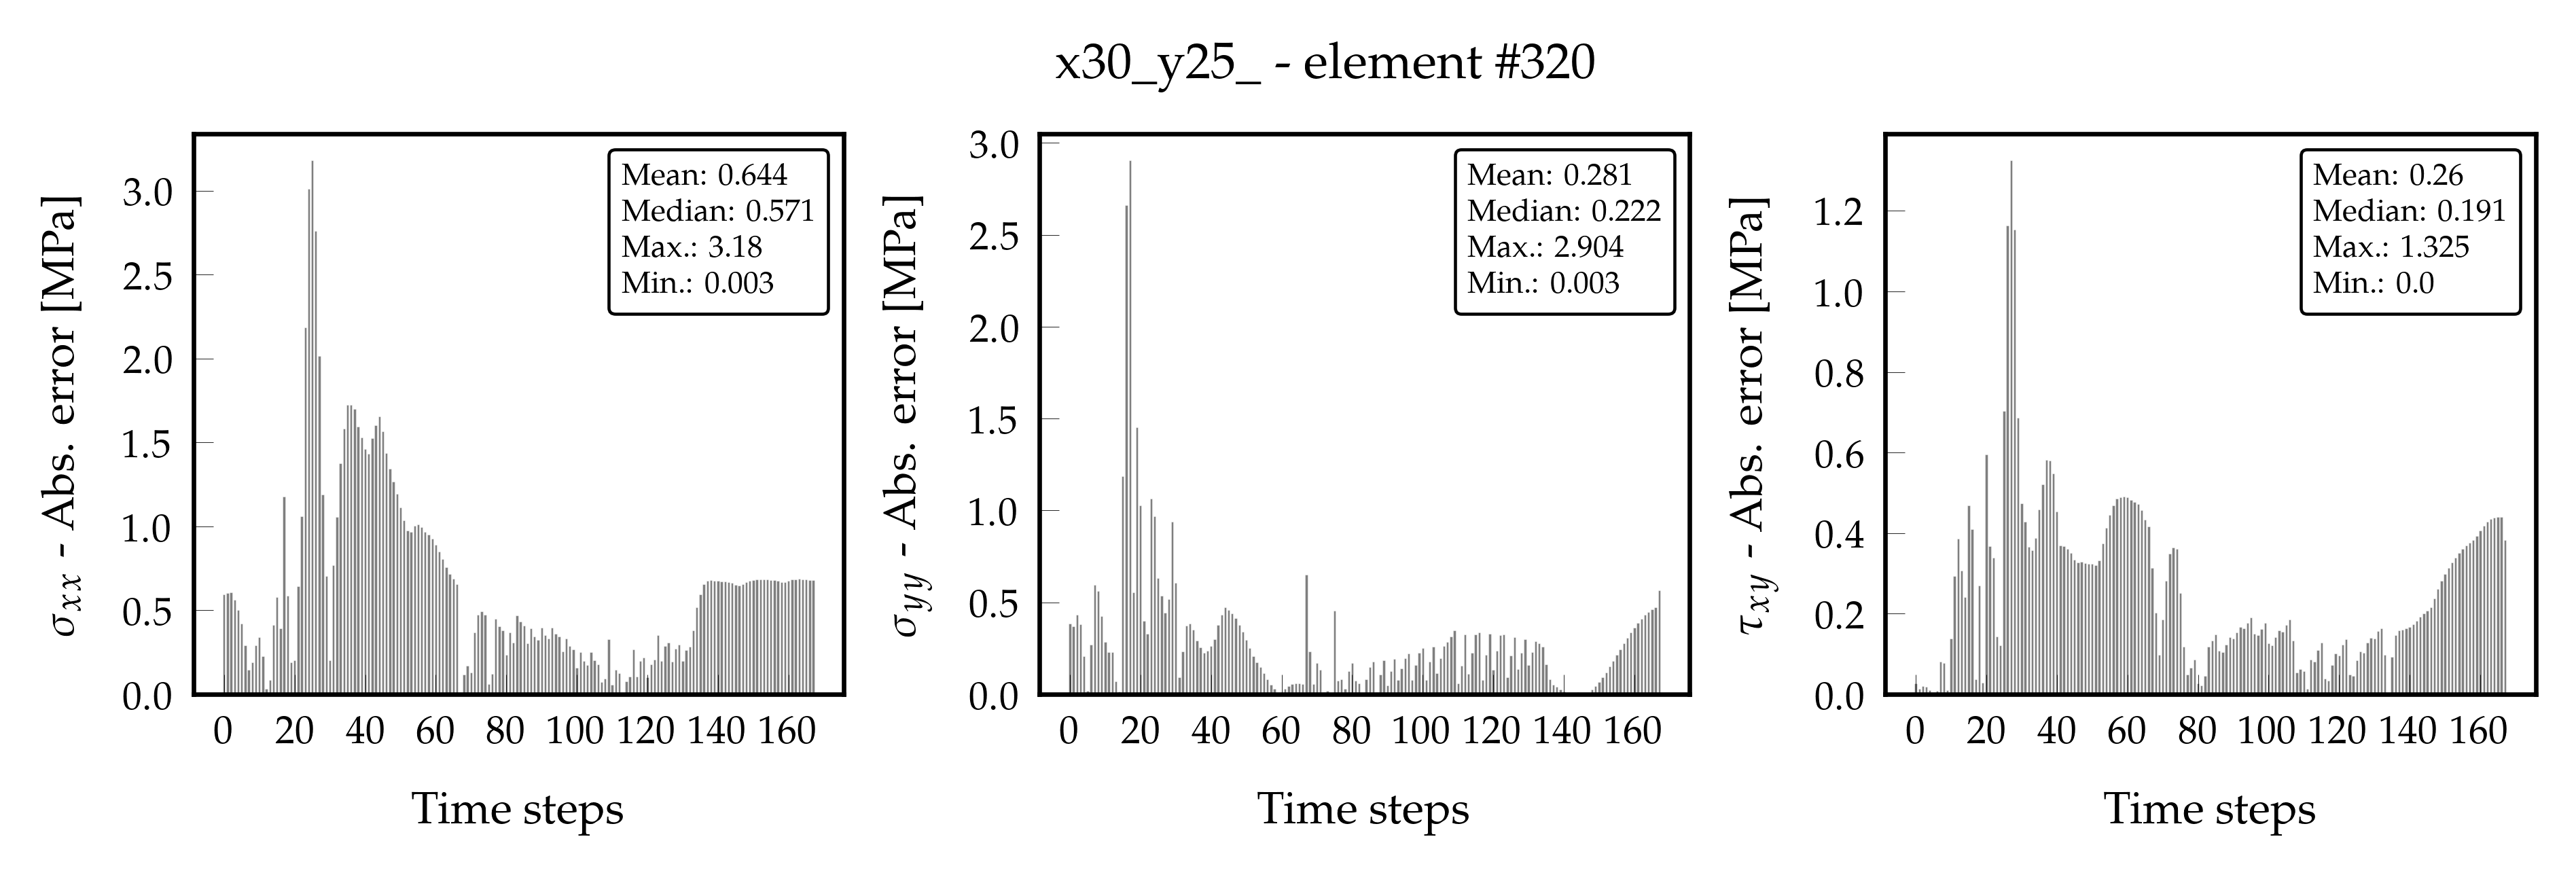 x30_y25_ - element #320
σxx - Abs. error [MPa]
3.0
2.5
2.0
1.5
1.0
0.5
0.0
Mean: 0.644
Median: 0.571
Max.: 3.18
Min.: 0.003
0 20 40 60 80 100 120 140 160
Time steps
σyy - Abs. error [MPa]
3.0
2.5
2.0
1.5
1.0
0.5
0.0
Mean: 0.281
Median: 0.222
Max.: 2.904
Min.: 0.003
0 20 40 60 80 100 120 140 160
Time steps
τxy - Abs. error [MPa]
1.2
1.0
0.8
0.6
0.4
0.2
0.0
Mean: 0.26
Median: 0.191
Max.: 1.325
Min.: 0.0
0 20 40 60 80 100 120 140 160
Time steps